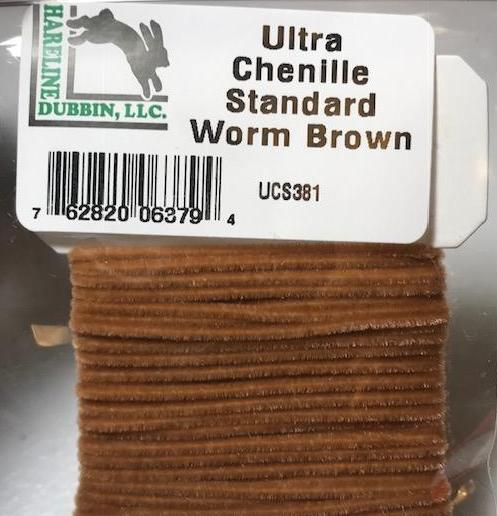 HARELINE
DUBBIN, LLC.
Ultra
Chenille
Standard
Worm Brown
UCS381
7 62820 06379 4